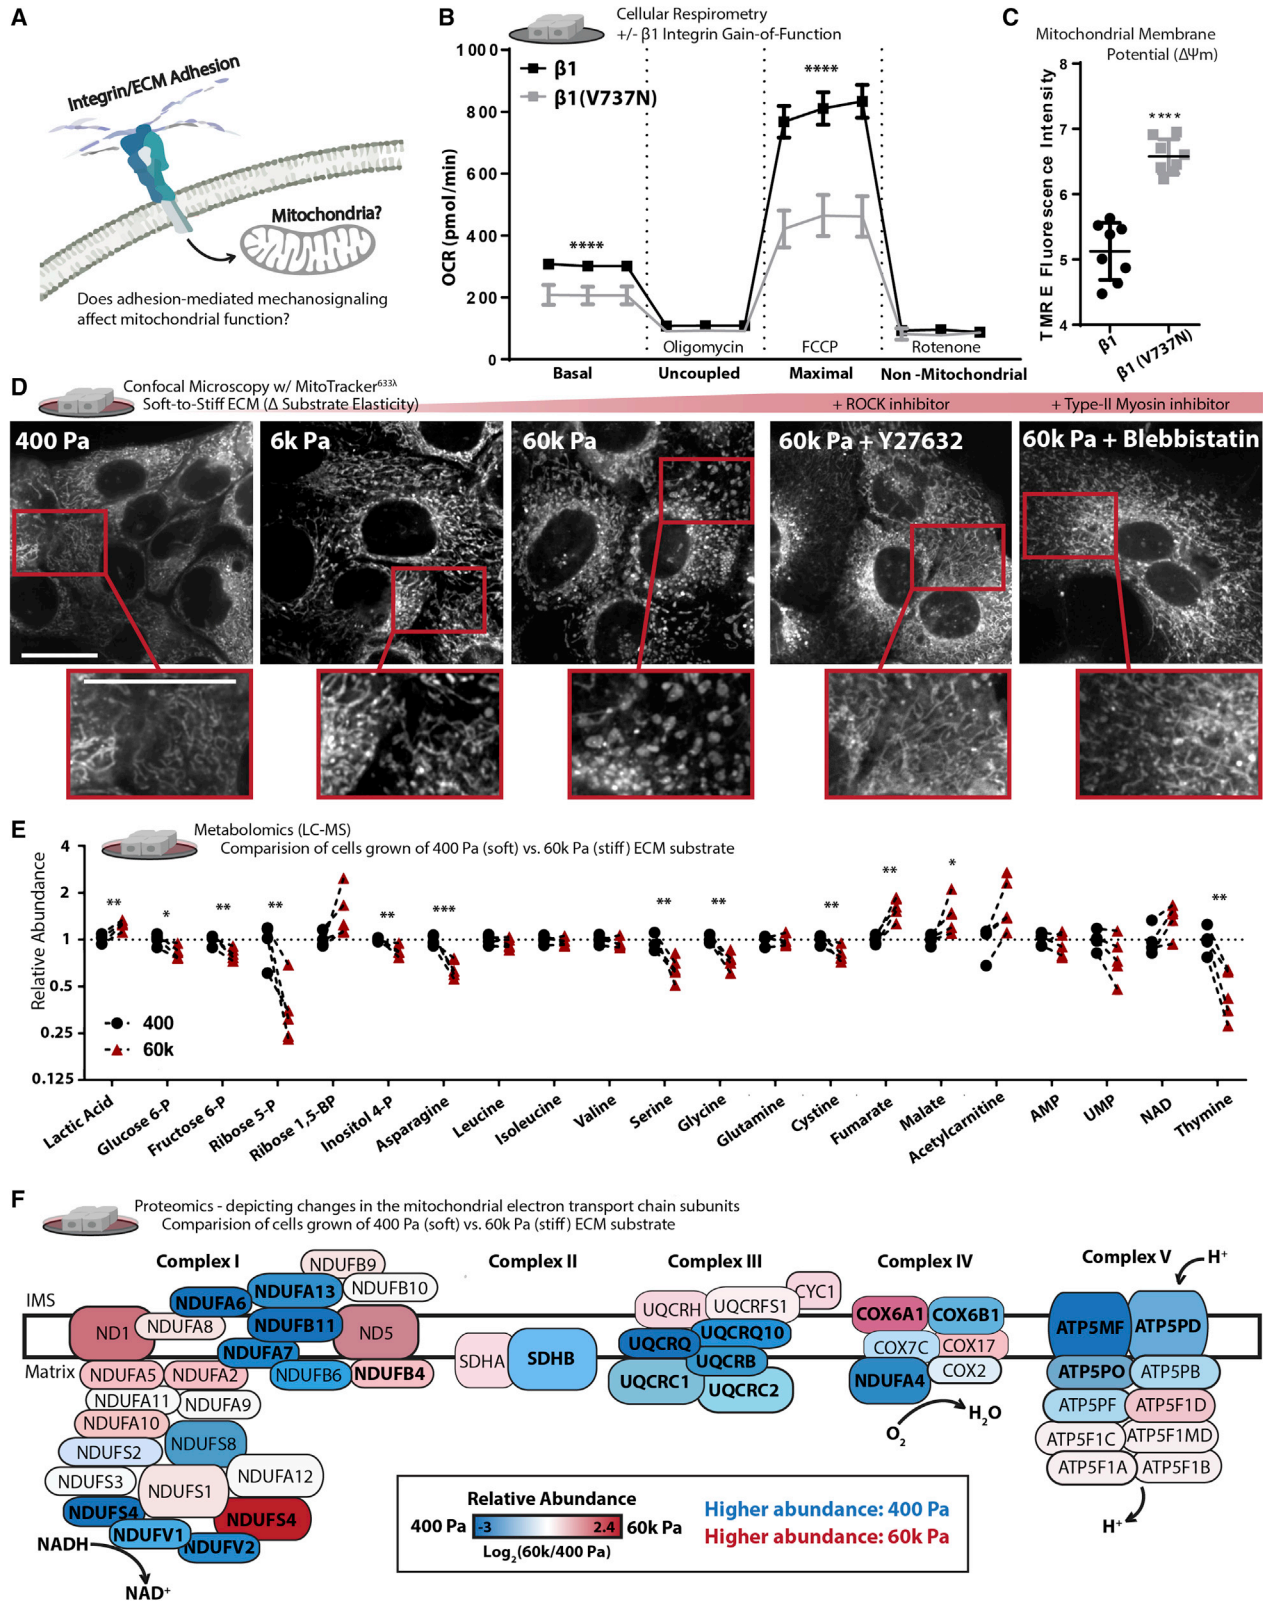 A
Integrin/ECM Adhesion
Mitochondria?
Does adhesion-mediated mechanosignaling
affect mitochondrial function?
B
Cellular Respirometry
+/- β1 Integrin Gain-of-Function
OCR (pmol/min)
1000
800
600
400
200
0
β1
β1(V737N)
****
****
Oligomycin
FCCP
Rotenone
Basal
Uncoupled
Maximal
Non-Mitochondrial
C
Mitochondrial Membrane
Potential (ΔΨm)
TMRE Fluorescence Intensity
8
7
6
5
4
****
β1
β1 (V737N)
D
Confocal Microscopy w/ MitoTracker⁶³³λ
Soft-to-Stiff ECM (Δ Substrate Elasticity)
+ ROCK inhibitor
+ Type-II Myosin inhibitor
400 Pa
6k Pa
60k Pa
60k Pa + Y27632
60k Pa + Blebbistatin
E
Metabolomics (LC-MS)
Comparision of cells grown of 400 Pa (soft) vs. 60k Pa (stiff) ECM substrate
Relative Abundance
4
2
1
0.5
0.25
0.125
400
60k
**
*
**
**
**
***
**
**
**
**
*
**
Lactic Acid
Glucose 6-P
Fructose 6-P
Ribose 5-P
Ribose 1,5-BP
Inositol 4-P
Asparagine
Leucine
Isoleucine
Valine
Serine
Glycine
Glutamine
Cystine
Fumarate
Malate
Acetylcarnitine
AMP
UMP
NAD
Thymine
F
Proteomics - depicting changes in the mitochondrial electron transport chain subunits
Comparision of cells grown of 400 Pa (soft) vs. 60k Pa (stiff) ECM substrate
Complex I
Complex II
Complex III
Complex IV
Complex V
IMS
Matrix
NDUFB9
NDUFA13
NDUFB10
NDUFA6
ND1
NDUFA8
NDUFB11
ND5
NDUFA7
NDUFA5
NDUFA2
NDUFB6
NDUFB4
NDUFA11
NDUFA9
NDUFA10
NDUFS2
NDUFS8
NDUFS3
NDUFS1
NDUFA12
NDUFS4
NDUFS4
NDUFV1
NDUFV2
NADH
NAD⁺
SDHA
SDHB
CYC1
UQCRH
UQCRFS1
UQCRQ
UQCRQ10
UQCRB
UQCRC1
UQCRC2
COX6A1
COX6B1
COX7C
COX17
NDUFA4
COX2
O₂
H₂O
H⁺
ATP5MF
ATP5PD
ATP5PO
ATP5PB
ATP5PF
ATP5F1D
ATP5F1C
ATP5F1MD
ATP5F1A
ATP5F1B
H⁺
Relative Abundance
400 Pa
-3
2.4
60k Pa
Log₂(60k/400 Pa)
Higher abundance: 400 Pa
Higher abundance: 60k Pa